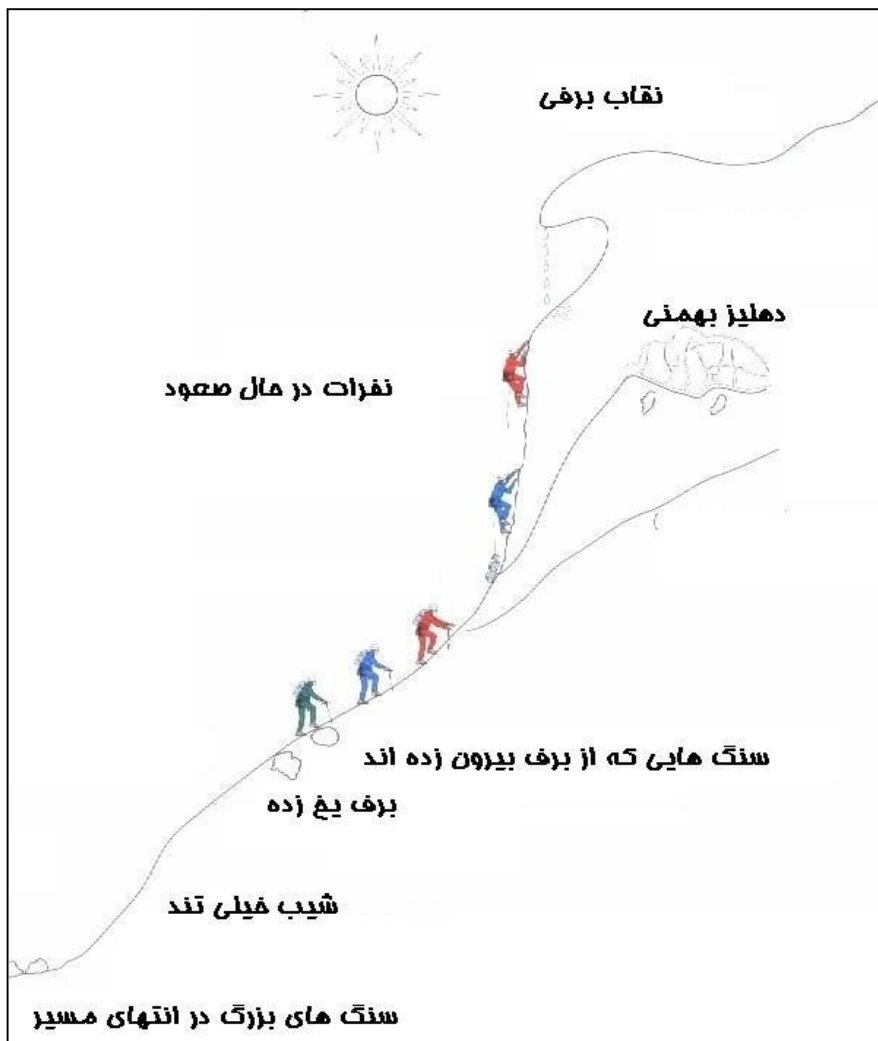 نقاب برفی
دهلیز بهمنی
نفرات در حال صعود
سنگ هایی که از برف بیرون زده اند
برف یخ زده
شیب خیلی تند
سنگ های بزرگ در انتهای مسیر